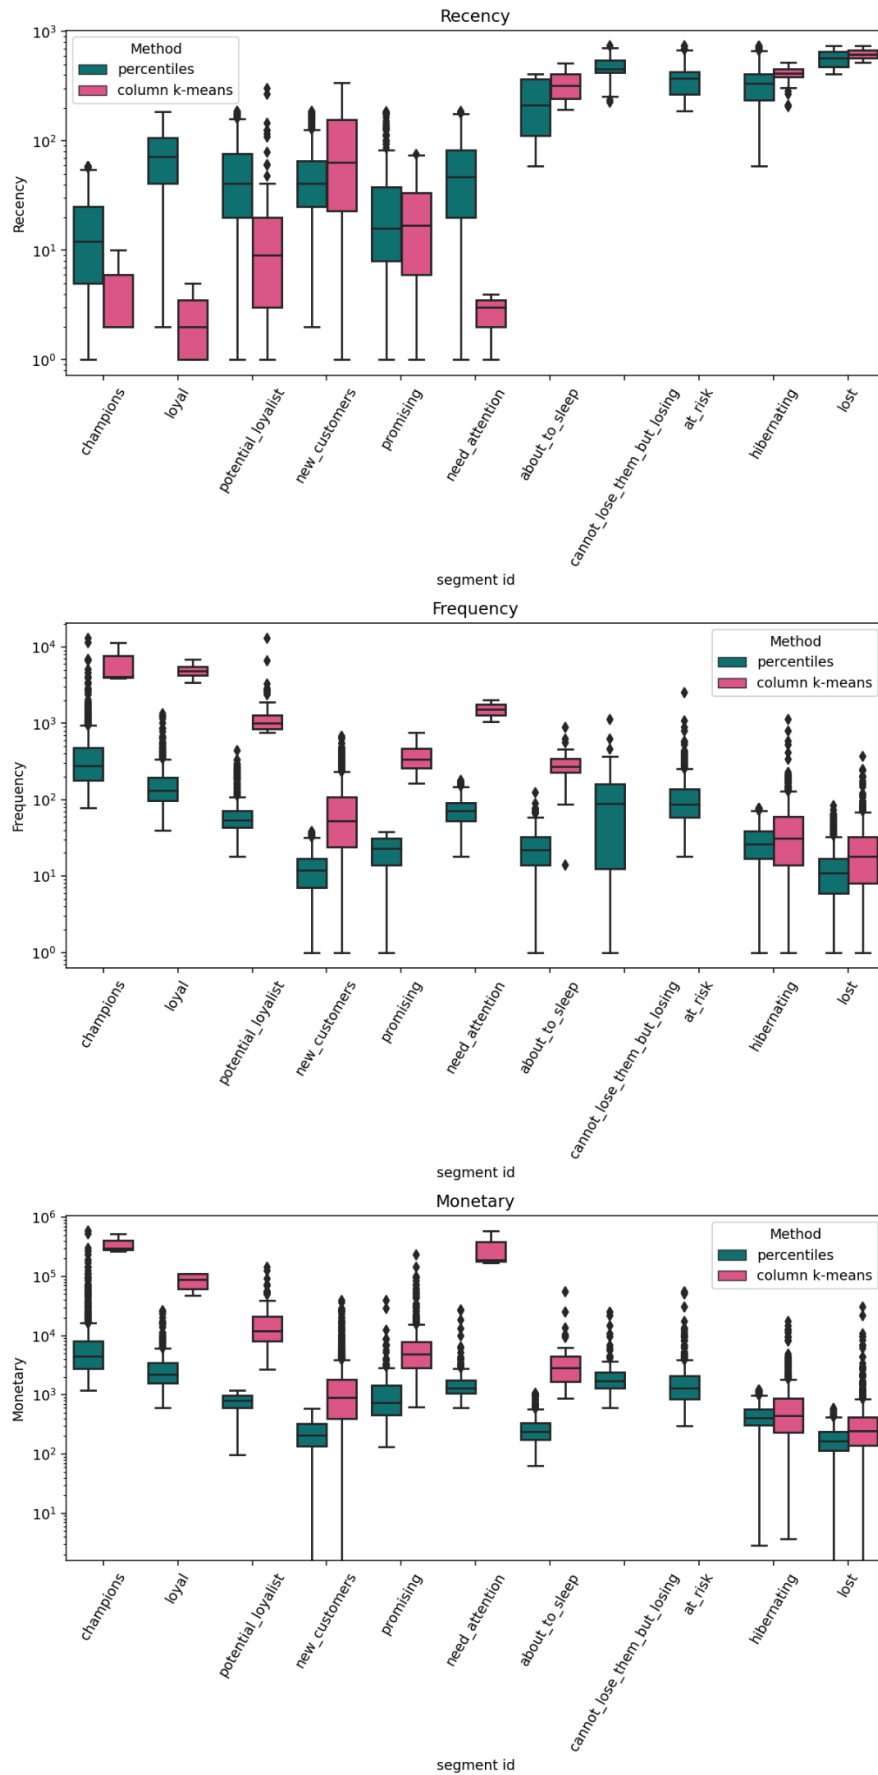 Recency
Method
percentiles
column k-means
10³
10²
10¹
10⁰
Recency
champions
loyal
potential_loyalist
new_customers
promising
need_attention
about_to_sleep
cannot_lose_them_but_losing
at_risk
hibernating
lost
segment id
Frequency
Method
percentiles
column k-means
10⁴
10³
10²
10¹
10⁰
Frequency
champions
loyal
potential_loyalist
new_customers
promising
need_attention
about_to_sleep
cannot_lose_them_but_losing
at_risk
hibernating
lost
segment id
Monetary
Method
percentiles
column k-means
10⁶
10⁵
10⁴
10³
10²
10¹
Monetary
champions
loyal
potential_loyalist
new_customers
promising
need_attention
about_to_sleep
cannot_lose_them_but_losing
at_risk
hibernating
lost
segment id